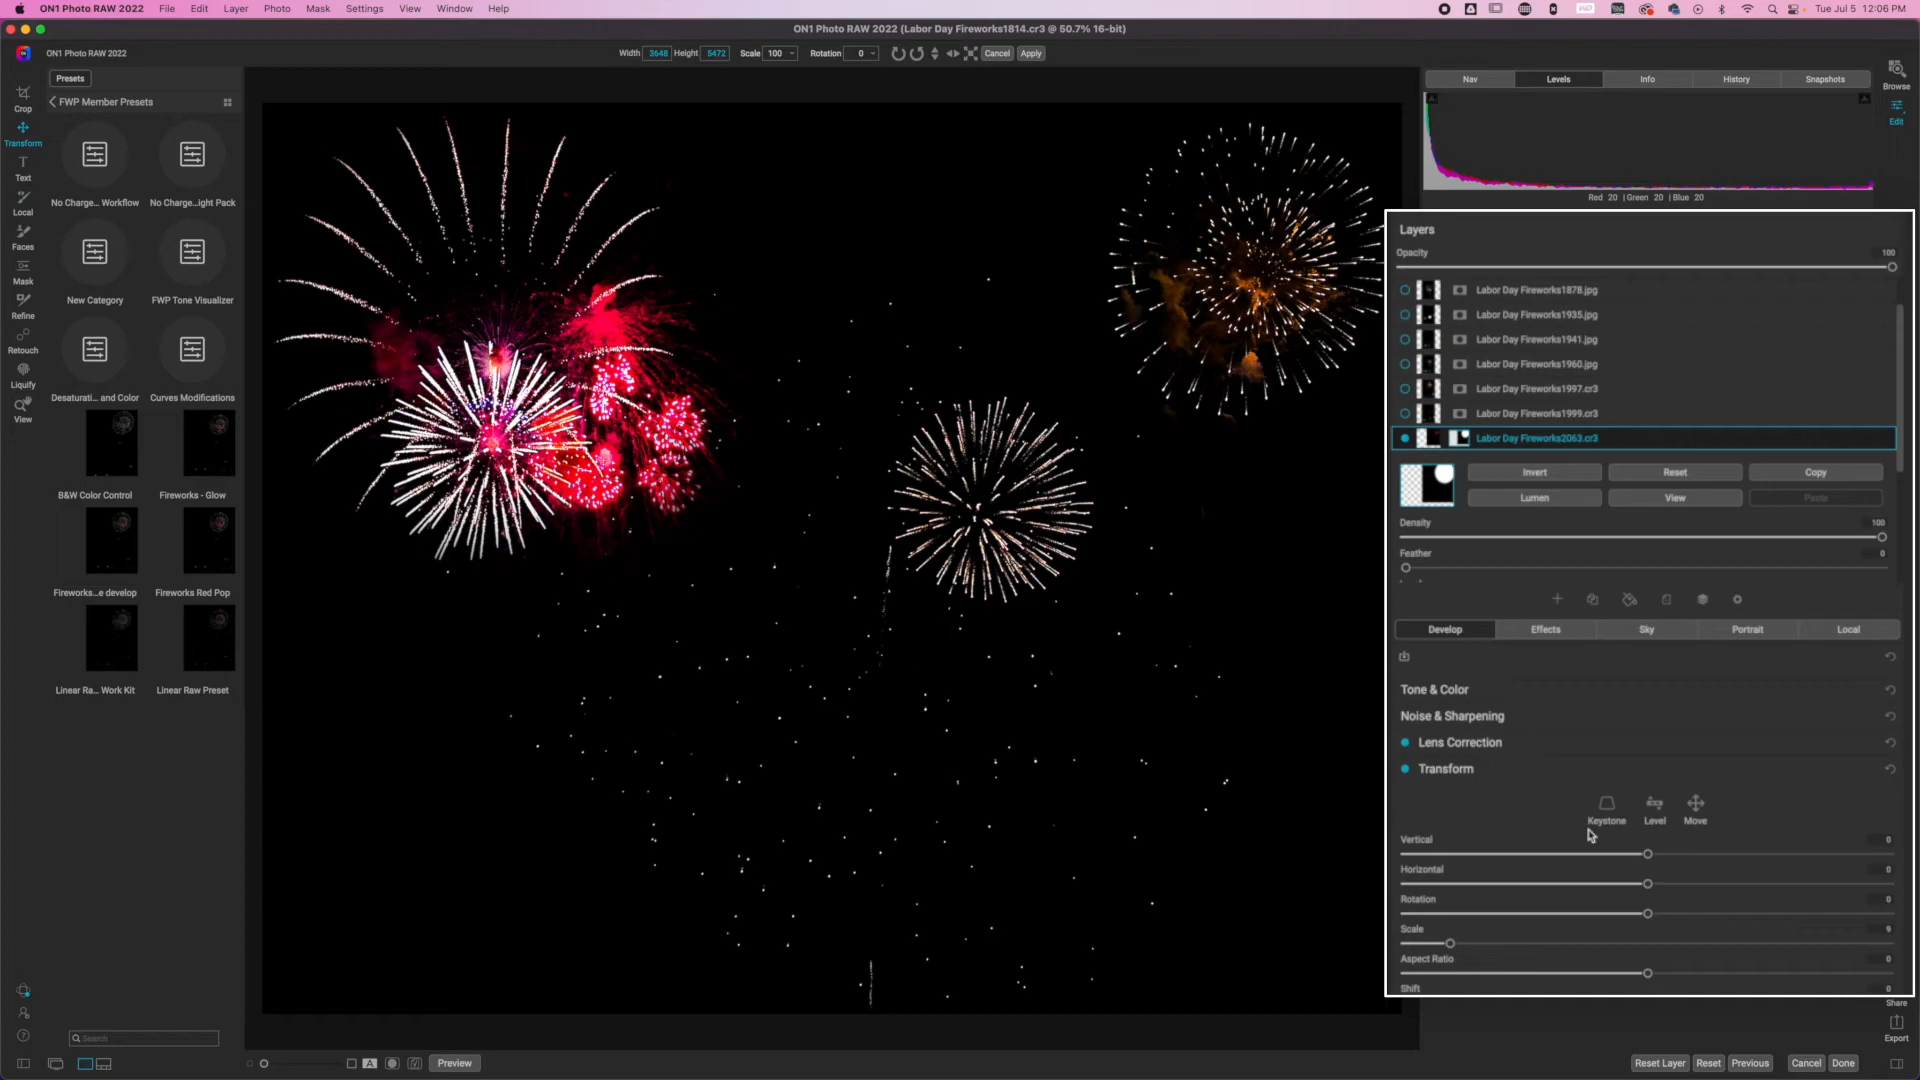 ON1 Photo RAW 2022 File Edit Layer Photo Mask Settings View Window Help Tue Jul 5 12:06 PM
ON1 Photo RAW 2022 (Labor Day Fireworks1814.cr3 @ 50.7% 16-bit)
ON1 Photo RAW 2022 Width 3648 Height 5472 Scale 100 Rotation 0 Cancel Apply
Presets
Nav Levels Info History Snapshots
Browse
Edit
Crop
Transform
Text
Local
Faces
Mask
Refine
Retouch
Liquify
View
FWP Member Presets
No Charge... Workflow No Charge...ight Pack
New Category FWP Tone Visualizer
Desaturati... and Color Curves Modifications
B&W Color Control Fireworks - Glow
Fireworks...e develop Fireworks Red Pop
Linear Ra... Work Kit Linear Raw Preset
Red 20 | Green 20 | Blue 20
Layers
Opacity 100
Labor Day Fireworks1878.jpg
Labor Day Fireworks1935.jpg
Labor Day Fireworks1941.jpg
Labor Day Fireworks1960.jpg
Labor Day Fireworks1997.cr3
Labor Day Fireworks1999.cr3
Labor Day Fireworks2063.cr3
Invert Reset Copy
Lumen View Paste
Density 100
Feather 0
Develop Effects Sky Portrait Local
Tone & Color
Noise & Sharpening
Lens Correction
Transform
Keystone Level Move
Vertical 0
Horizontal 0
Rotation 0
Scale 9
Aspect Ratio 0
Shift 0
Share
Export
Search
A Preview
Reset Layer Reset Previous Cancel Done